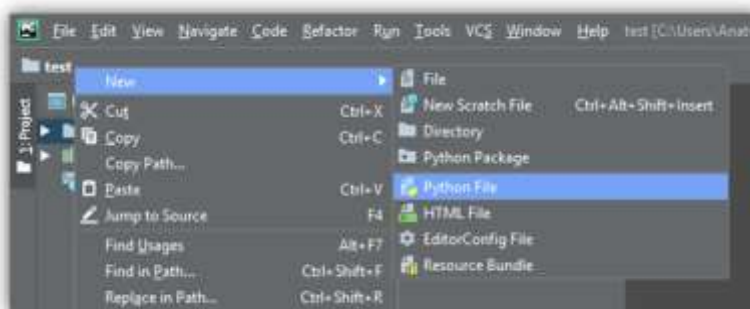 File Edit View Navigate Code Refactor Run Tools VCS Window Help test [C:\Users\Anat
test
1: Project
New
Cut Ctrl+X
Copy Ctrl+C
Copy Path...
Paste Ctrl+V
Jump to Source F4
Find Usages Alt+F7
Find in Path... Ctrl+Shift+F
Replace in Path... Ctrl+Shift+R
File
New Scratch File Ctrl+Alt+Shift+Insert
Directory
Python Package
Python File
HTML File
EditorConfig File
Resource Bundle